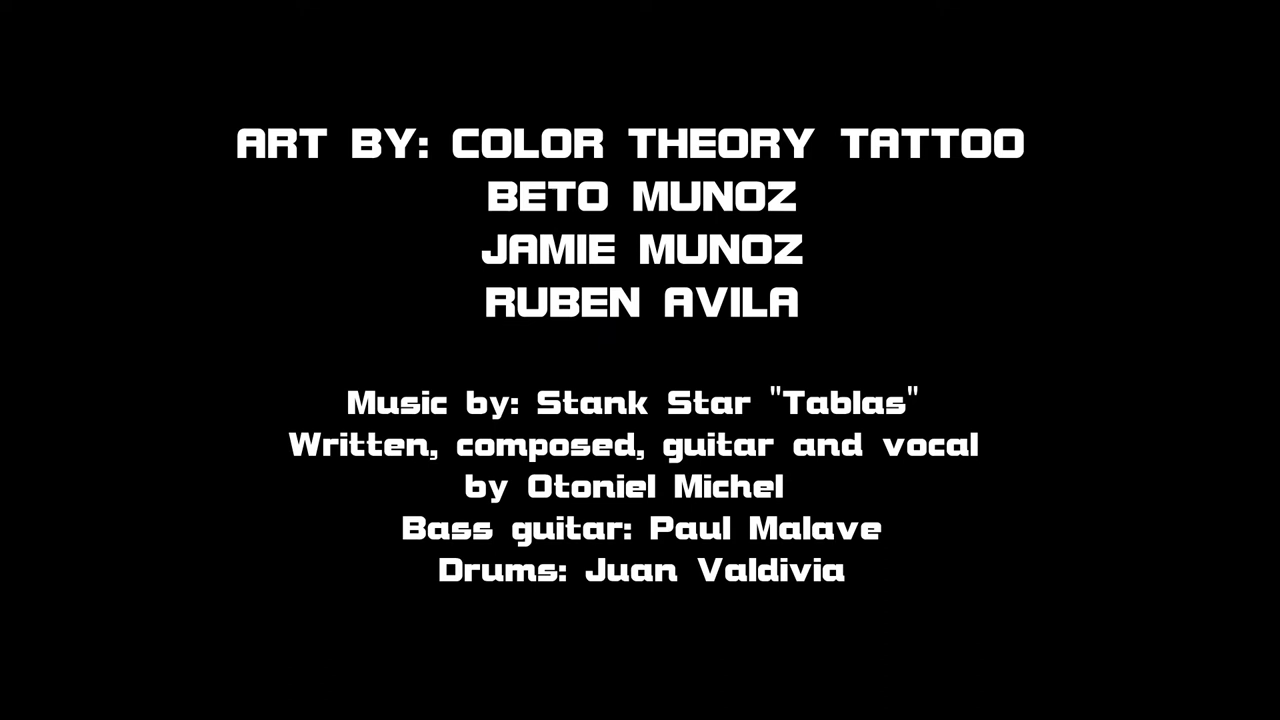 ART BY: COLOR THEORY TATTOO
BETO MUNOZ
JAMIE MUNOZ
RUBEN AVILA
Music by: Stank Star "Tablas"
Written, composed, guitar and vocal
by Otoniel Michel
Bass guitar: Paul Malave
Drums: Juan Valdivia